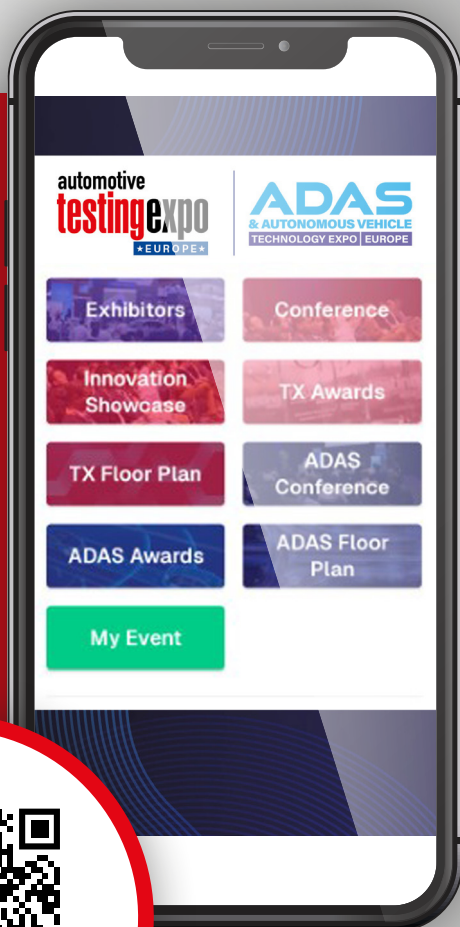 automotive
testingexpo
★EUROPE★
ADAS
& AUTONOMOUS VEHICLE
TECHNOLOGY EXPO EUROPE
Exhibitors
Conference
Innovation
Showcase
TX Awards
TX Floor Plan
ADAS
Conference
ADAS Awards
ADAS Floor
Plan
My Event